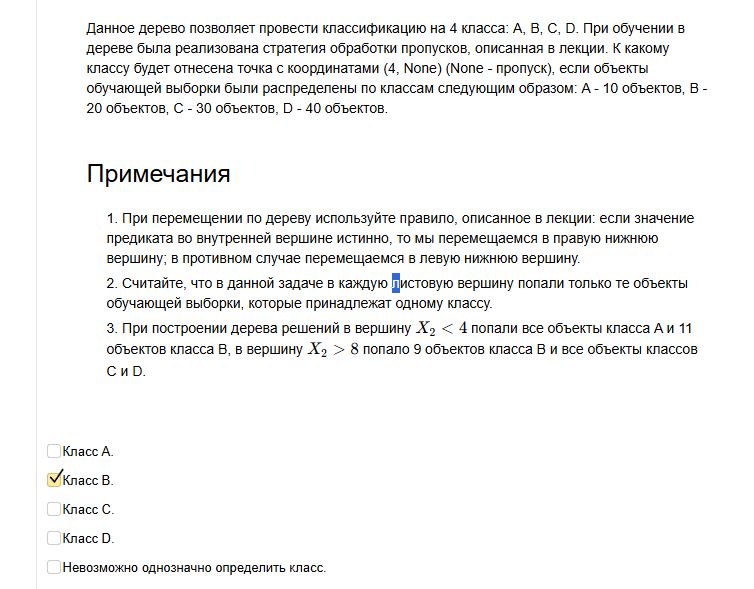 Данное дерево позволяет провести классификацию на 4 класса: A, B, C, D. При обучении в
дереве была реализована стратегия обработки пропусков, описанная в лекции. К какому
классу будет отнесена точка с координатами (4, None) (None - пропуск), если объекты
обучающей выборки были распределены по классам следующим образом: A - 10 объектов, B -
20 объектов, C - 30 объектов, D - 40 объектов.
Примечания
1. При перемещении по дереву используйте правило, описанное в лекции: если значение
предиката во внутренней вершине истинно, то мы перемещаемся в правую нижнюю
вершину; в противном случае перемещаемся в левую нижнюю вершину.
2. Считайте, что в данной задаче в каждую листовую вершину попали только те объекты
обучающей выборки, которые принадлежат одному классу.
3. При построении дерева решений в вершину X₂ < 4 попали все объекты класса A и 11
объектов класса B, в вершину X₂ > 8 попало 9 объектов класса B и все объекты классов
C и D.
Класс A.
Класс B.
Класс C.
Класс D.
Невозможно однозначно определить класс.